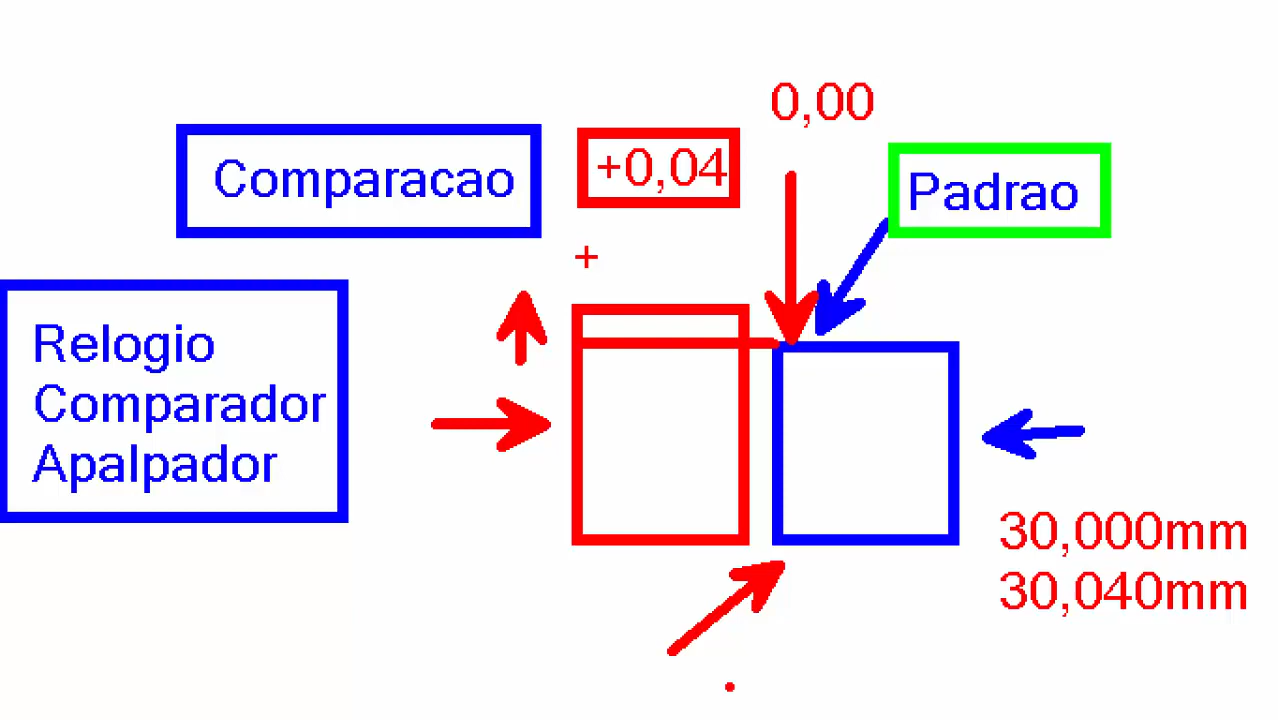 0,00
Comparacao
+0,04
Padrao
+
Relogio
Comparador
Apalpador
30,000mm
30,040mm